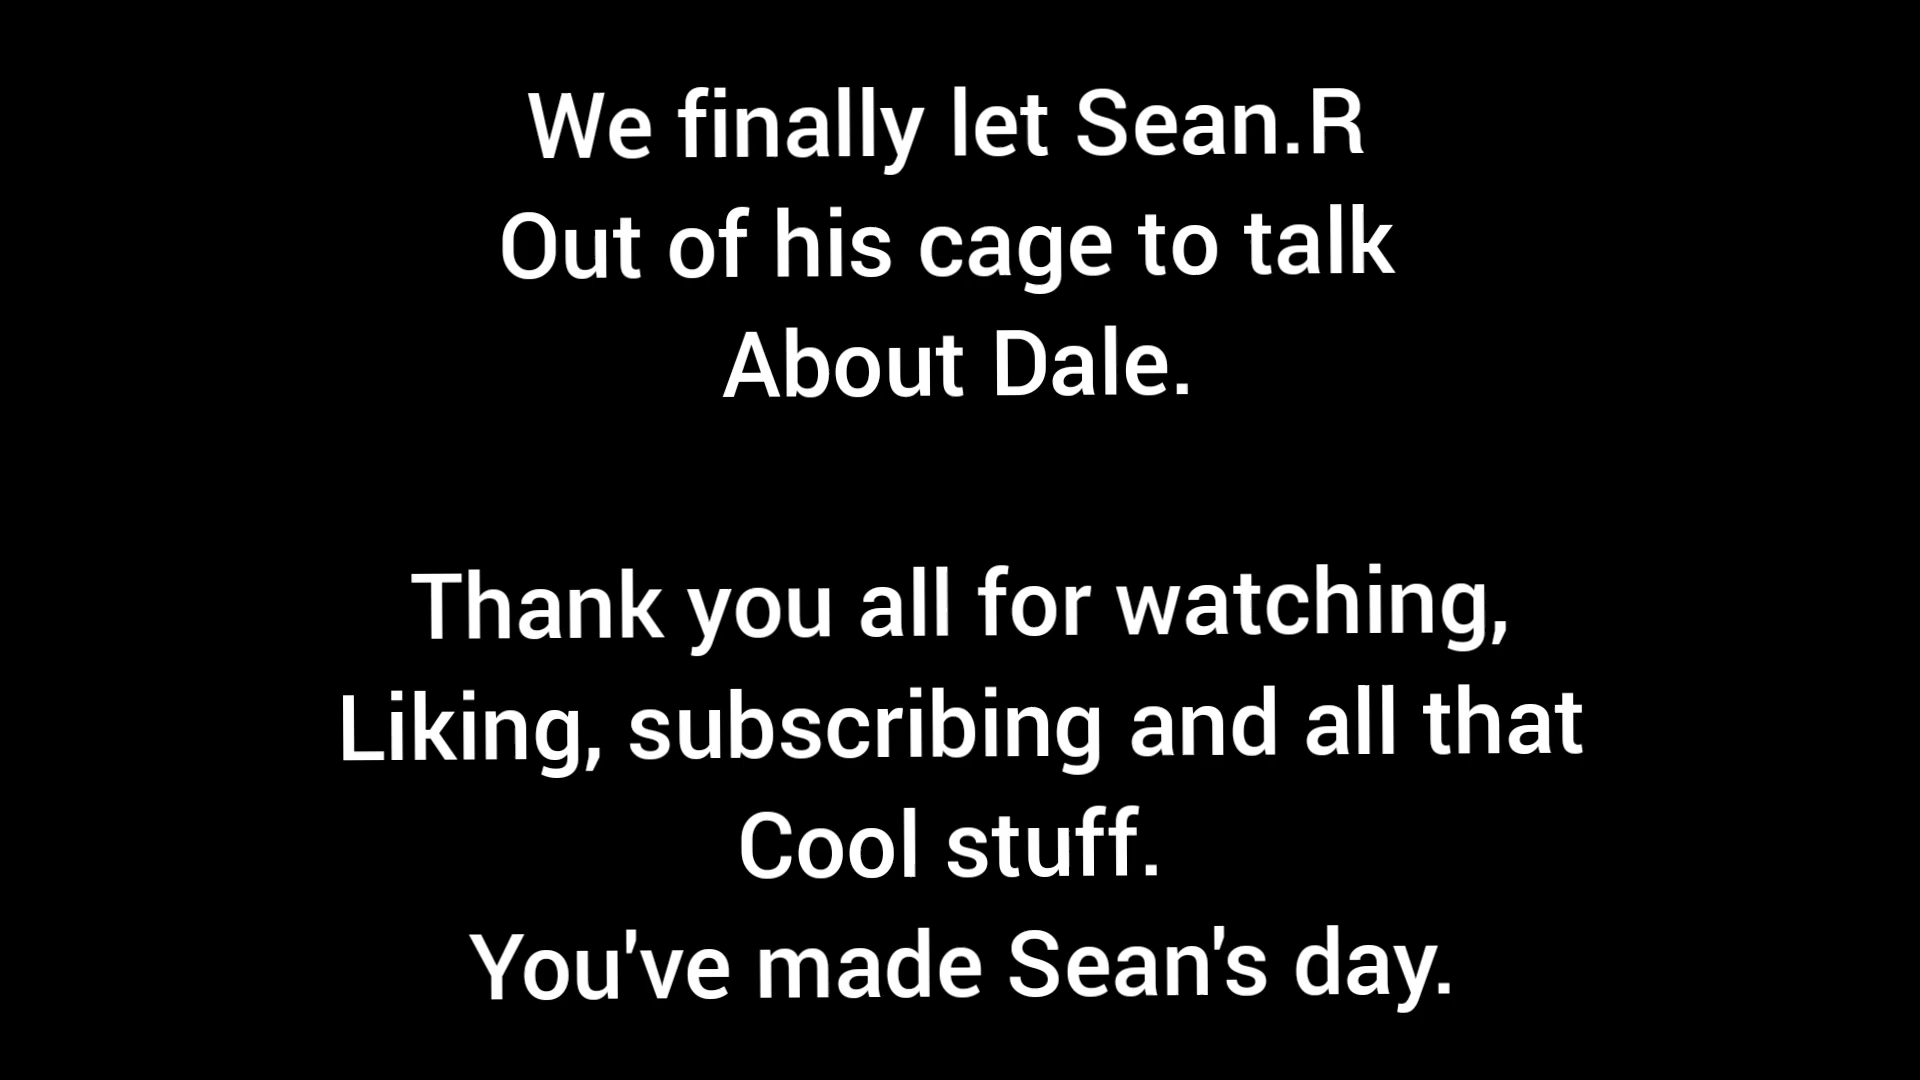 We finally let Sean.R
Out of his cage to talk
About Dale.
Thank you all for watching,
Liking, subscribing and all that
Cool stuff.
You've made Sean's day.